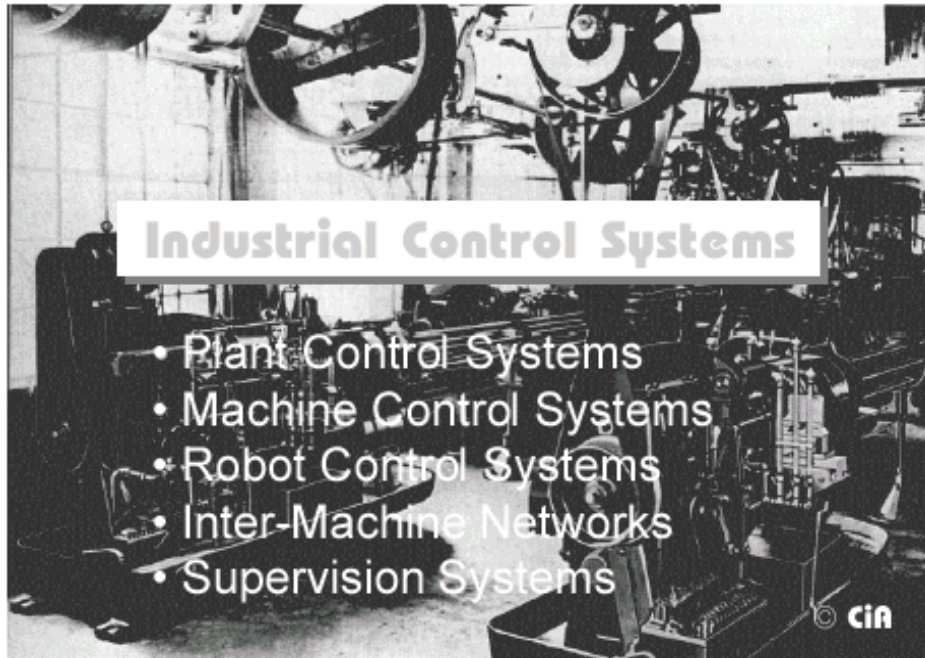 Industrial Control Systems
• Plant Control Systems
• Machine Control Systems
• Robot Control Systems
• Inter-Machine Networks
• Supervision Systems
© CiA